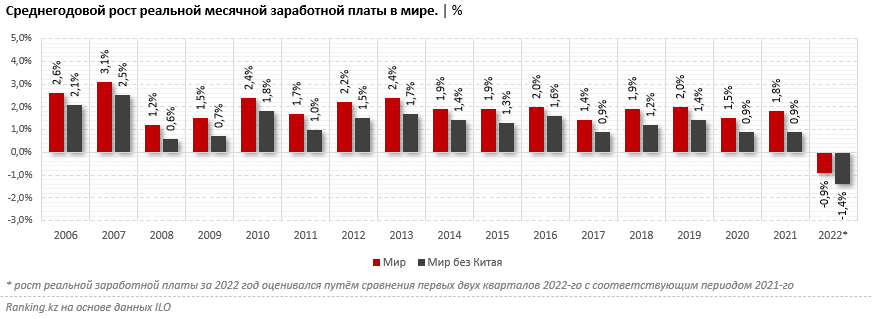 Среднегодовой рост реальной месячной заработной платы в мире. | %
5,0%
4,0%
3,0%
2,0%
1,0%
0,0%
-1,0%
-2,0%
-3,0%
2,6% 2,1% 3,1% 2,5% 1,2% 0,6% 1,5% 0,7% 2,4% 1,8% 1,7% 1,0% 2,2% 1,5% 2,4% 1,7% 1,9% 1,4% 1,9% 1,3% 2,0% 1,6% 1,4% 0,9% 1,9% 1,2% 2,0% 1,4% 1,5% 0,9% 1,8% 0,9% -0,9% -1,4%
2006 2007 2008 2009 2010 2011 2012 2013 2014 2015 2016 2017 2018 2019 2020 2021 2022*
Мир Мир без Китая
* рост реальной заработной платы за 2022 год оценивался путём сравнения первых двух кварталов 2022-го с соответствующим периодом 2021-го
Ranking.kz на основе данных ILO